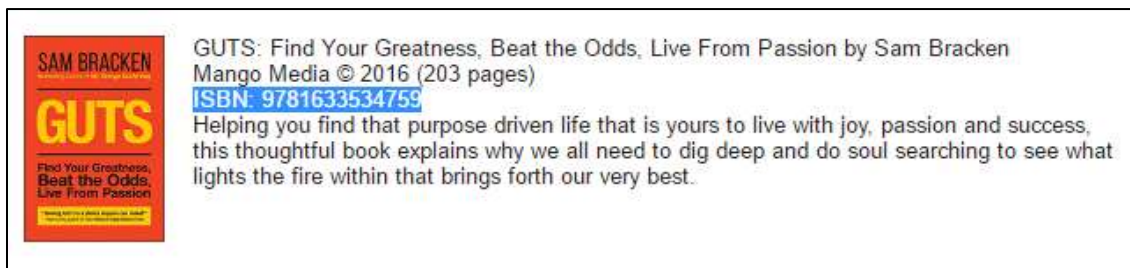 SAM BRACKEN
GUTS
Find Your Greatness,
Beat the Odds,
Live From Passion
GUTS: Find Your Greatness, Beat the Odds, Live From Passion by Sam Bracken
Mango Media © 2016 (203 pages)
ISBN: 9781633534759
Helping you find that purpose driven life that is yours to live with joy, passion and success,
this thoughtful book explains why we all need to dig deep and do soul searching to see what
lights the fire within that brings forth our very best.